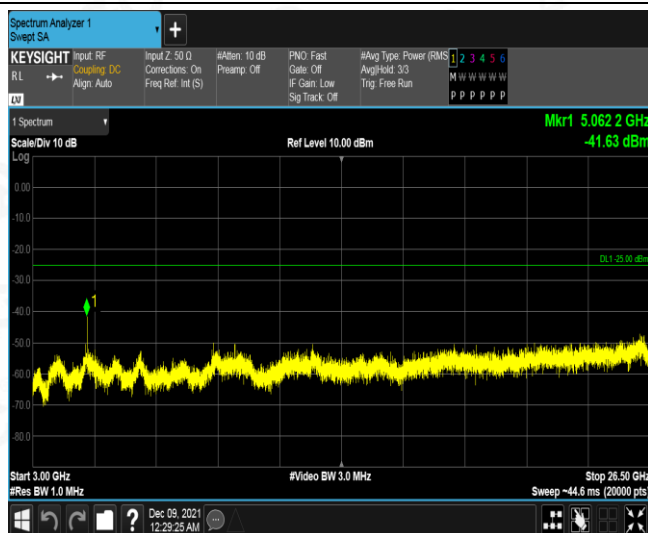 Spectrum Analyzer 1
Swept SA
+
KEYSIGHT
RL
LXI
Input: RF
Coupling: DC
Align: Auto
Input Z: 50 Ω
Corrections: On
Freq Ref: Int (S)
#Atten: 10 dB
Preamp: Off
PNO: Fast
Gate: Off
IF Gain: Low
Sig Track: Off
#Avg Type: Power (RMS
Avg|Hold: 3/3
Trig: Free Run
1 2 3 4 5 6
M W W W W W
P P P P P P
1 Spectrum
Mkr1 5.062 2 GHz
Scale/Div 10 dB
Ref Level 10.00 dBm
-41.63 dBm
Log
0.00
-10.0
DL1 -25.00 dBm
-30.0
1
-40.0
-50.0
-60.0
-70.0
-80.0
Start 3.00 GHz
#Video BW 3.0 MHz
Stop 26.50 GHz
#Res BW 1.0 MHz
Sweep ~44.6 ms (20000 pts)
?
Dec 09, 2021
12:29:25 AM